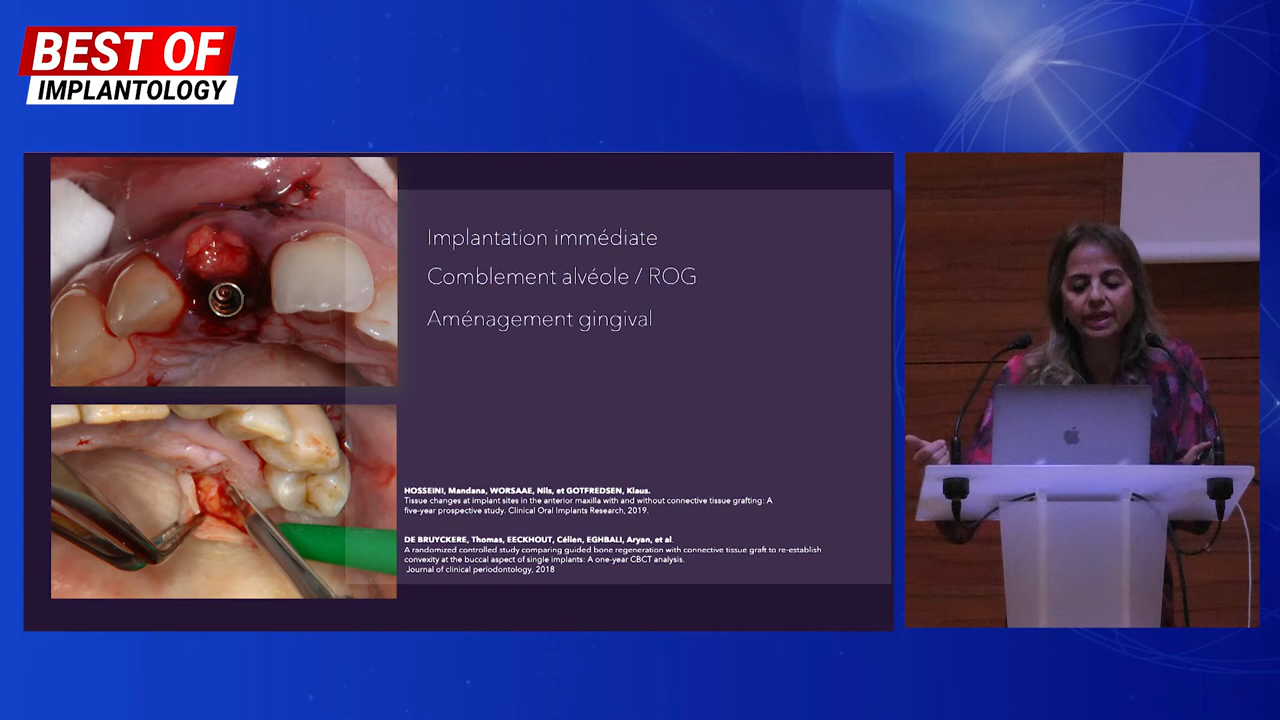 BEST OF
IMPLANTOLOGY
Implantation immédiate
Comblement alvéole / ROG
Aménagement gingival
HOSSEINI, Mandana, WORSAAE, Nils, et GOTFREDSEN, Klaus.
Tissue changes at implant sites in the anterior maxilla with and without connective tissue grafting: A
five-year prospective study. Clinical Oral Implants Research, 2019.
DE BRUYCKERE, Thomas, EECKHOUT, Célien, EGHBALI, Aryan, et al.
A randomized controlled study comparing guided bone regeneration with connective tissue graft to re-establish
convexity at the buccal aspect of single implants: A one-year CBCT analysis.
Journal of clinical periodontology, 2018